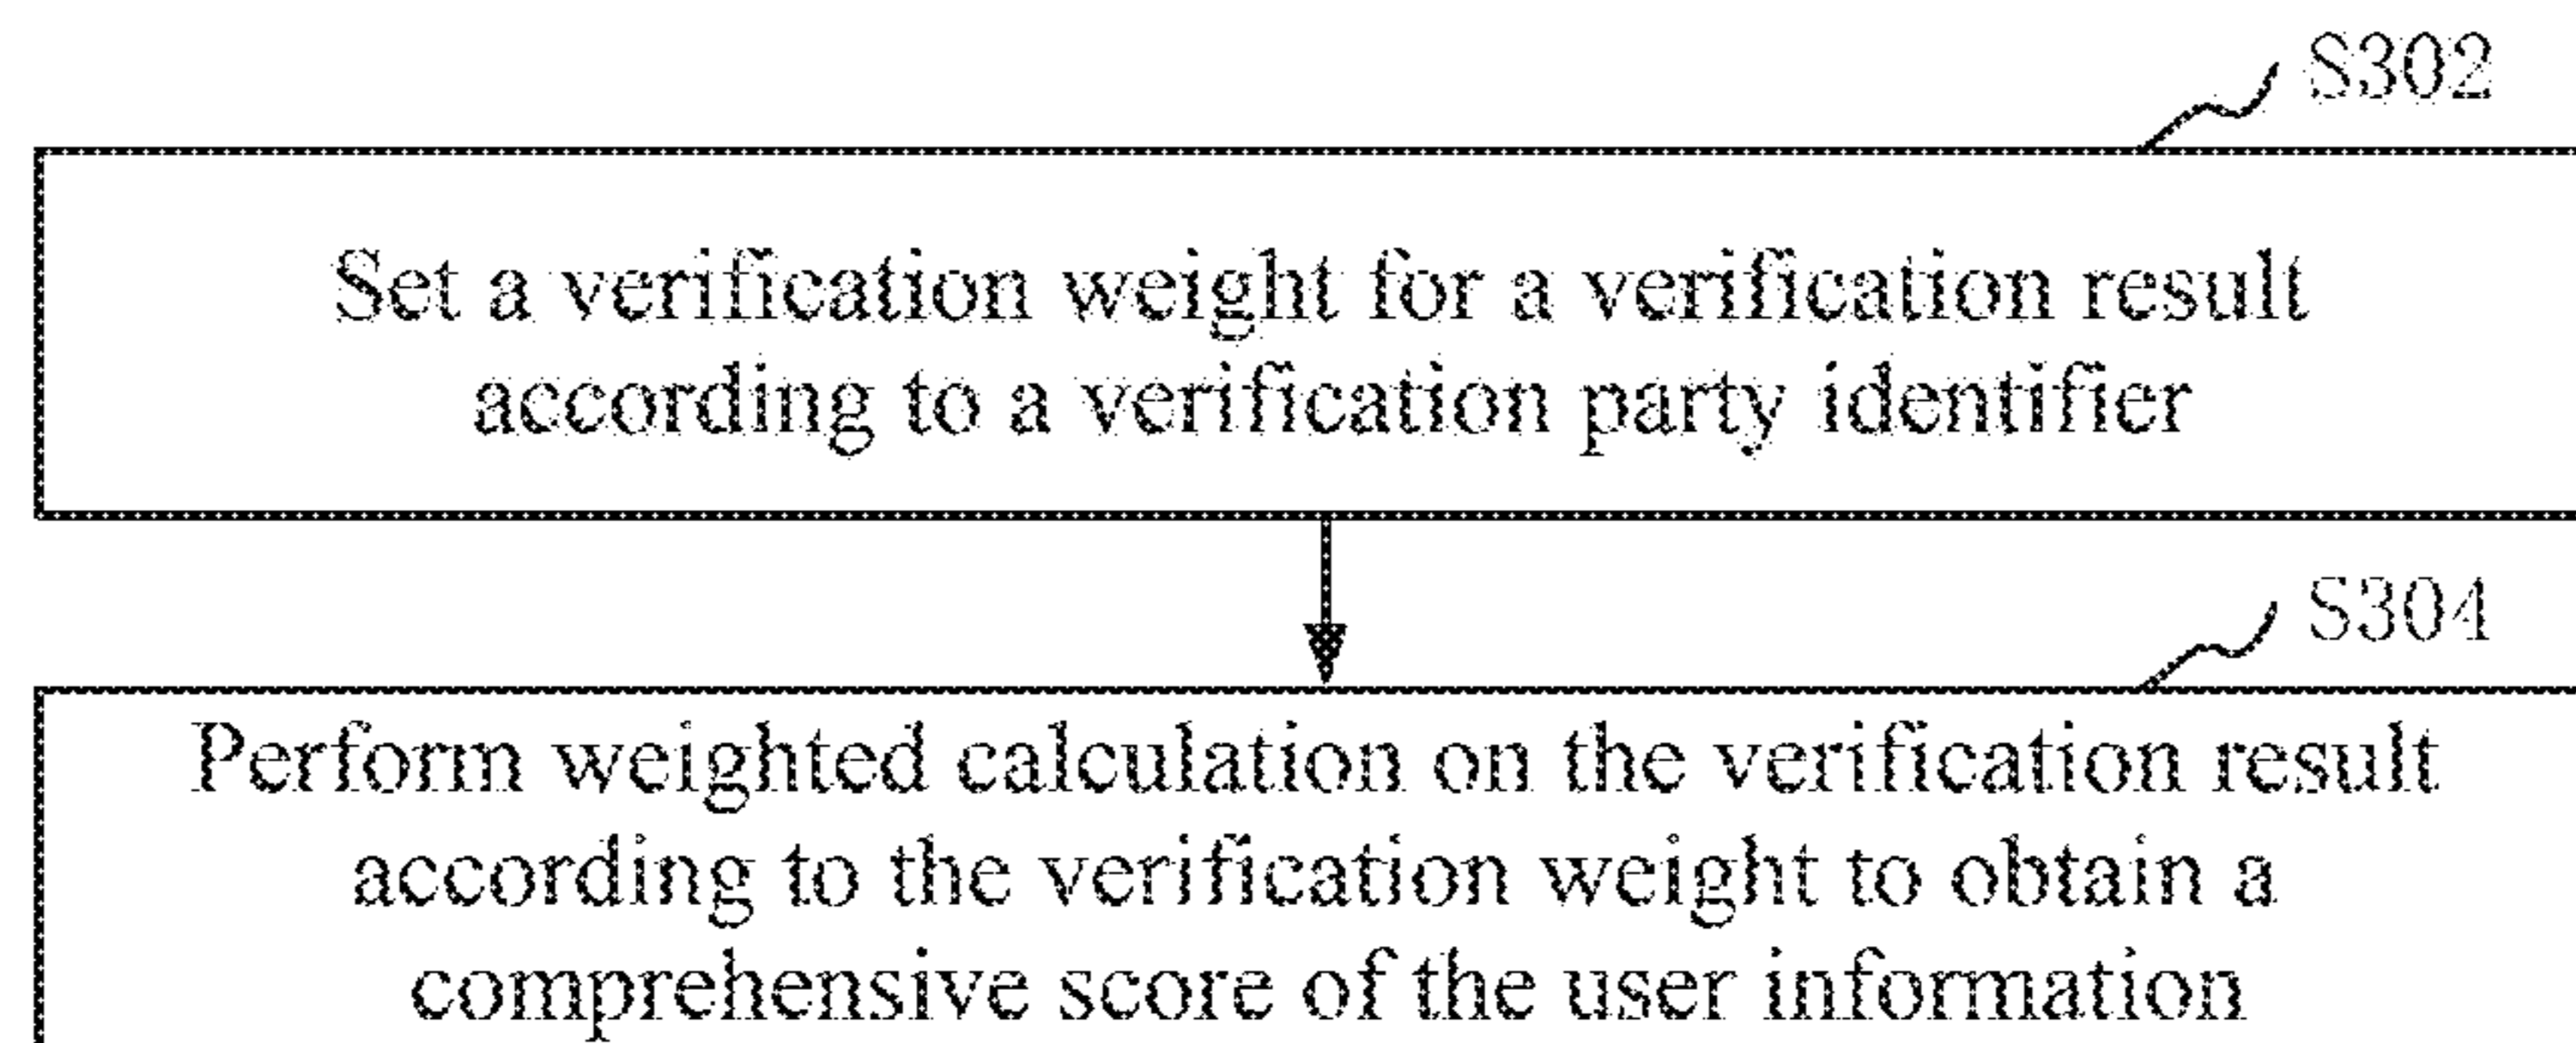 S302
Set a verification weight for a verification result
according to a verification party identifier
S304
Perform weighted calculation on the verification result
according to the verification weight to obtain a
comprehensive score of the user information